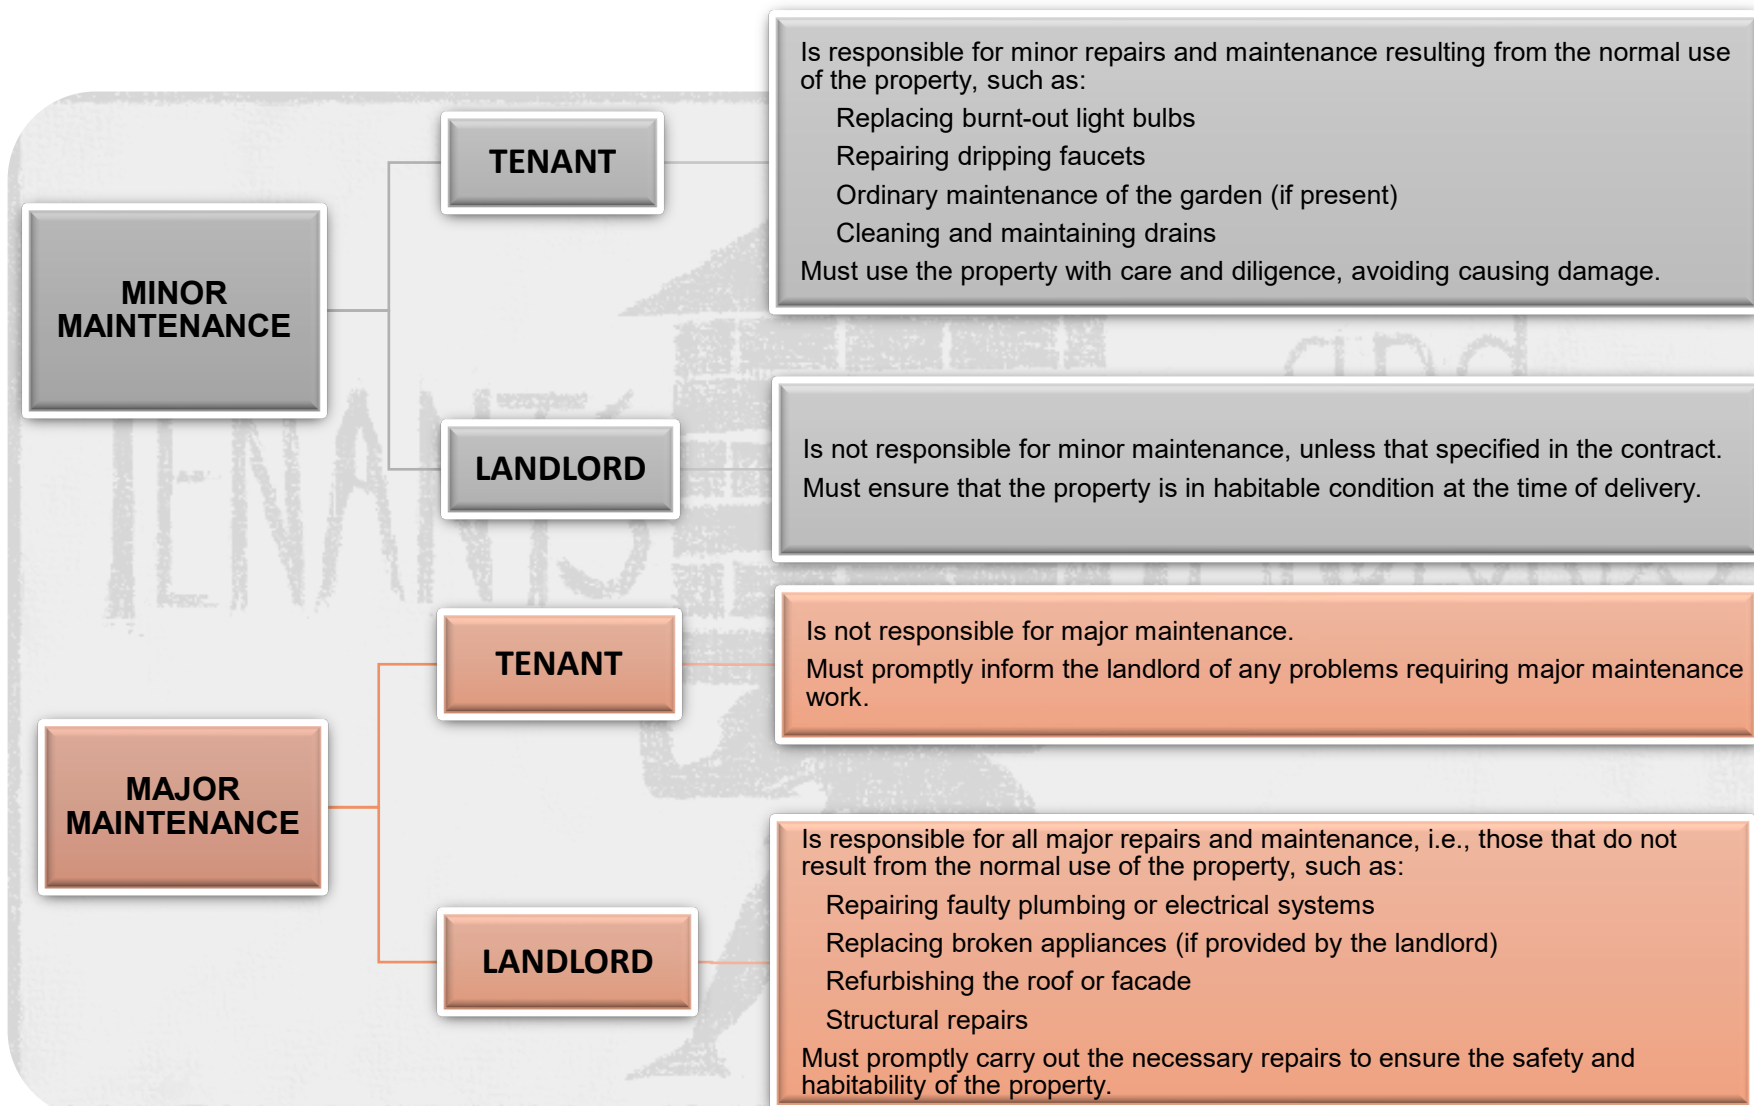 MINOR
MAINTENANCE
TENANT
Is responsible for minor repairs and maintenance resulting from the normal use
of the property, such as:
Replacing burnt-out light bulbs
Repairing dripping faucets
Ordinary maintenance of the garden (if present)
Cleaning and maintaining drains
Must use the property with care and diligence, avoiding causing damage.
LANDLORD
Is not responsible for minor maintenance, unless that specified in the contract.
Must ensure that the property is in habitable condition at the time of delivery.
MAJOR
MAINTENANCE
TENANT
Is not responsible for major maintenance.
Must promptly inform the landlord of any problems requiring major maintenance
work.
LANDLORD
Is responsible for all major repairs and maintenance, i.e., those that do not
result from the normal use of the property, such as:
Repairing faulty plumbing or electrical systems
Replacing broken appliances (if provided by the landlord)
Refurbishing the roof or facade
Structural repairs
Must promptly carry out the necessary repairs to ensure the safety and
habitability of the property.
TENANTS
and